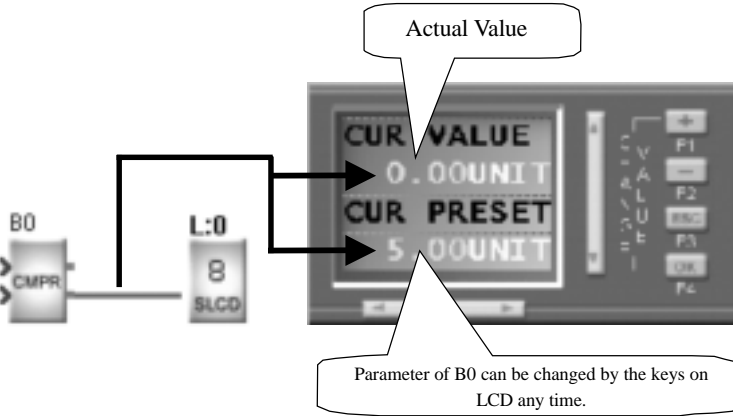 Actual Value
CUR VALUE
0.00UNIT
CUR PRESET
5.00UNIT
VALUE
+
F1
−
F2
ESC
F3
OK
F4
B0
CMPR
L:0
8
SLCD
Parameter of B0 can be changed by the keys on
LCD any time.